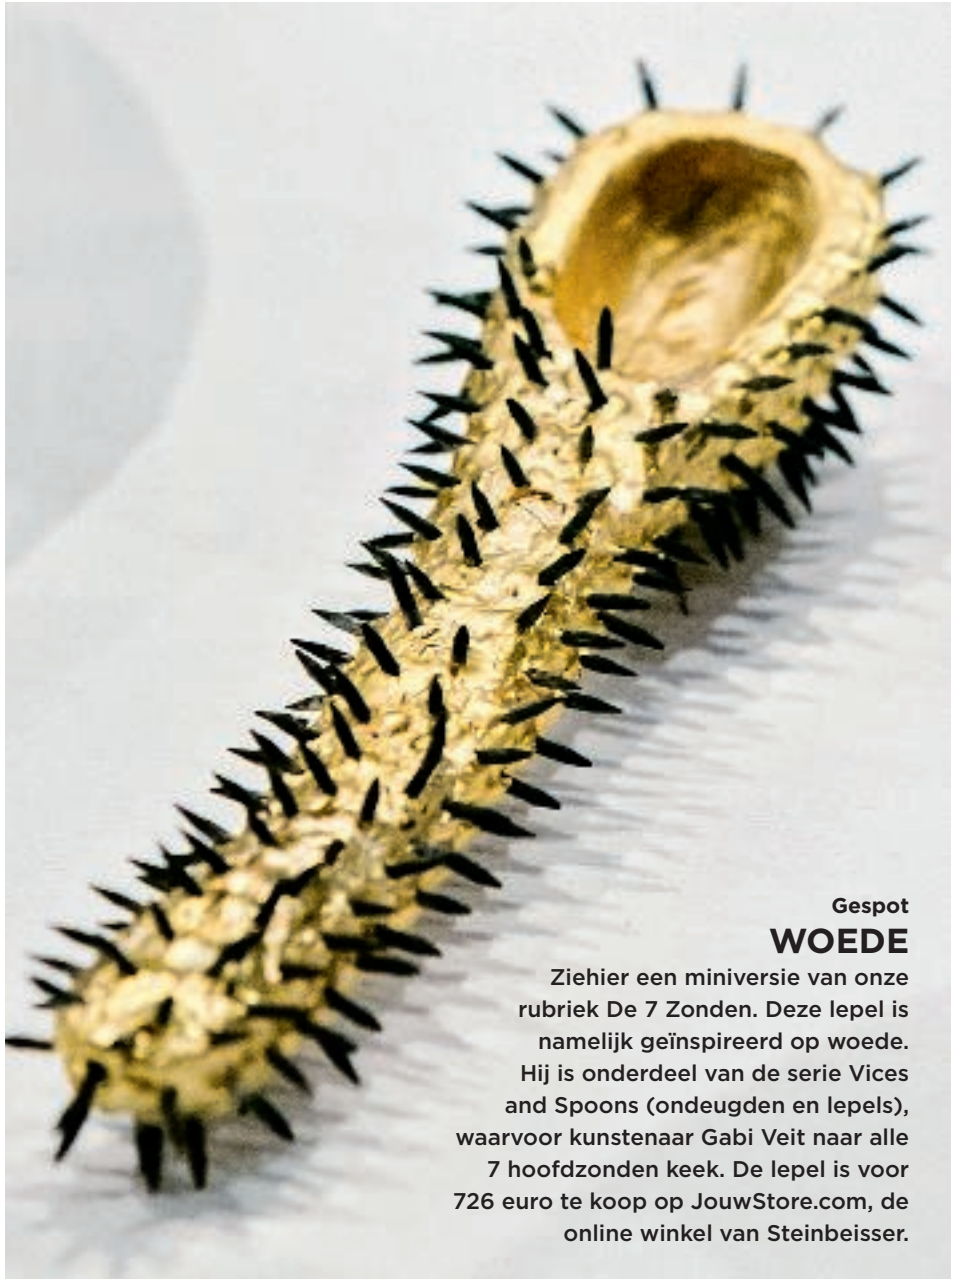 Gespot
WOEDE
Ziehier een miniversie van onze
rubriek De 7 Zonden. Deze lepel is
namelijk geïnspireerd op woede.
Hij is onderdeel van de serie Vices
and Spoons (ondeugden en lepels),
waarvoor kunstenaar Gabi Veit naar alle
7 hoofdzonden keek. De lepel is voor
726 euro te koop op JouwStore.com, de
online winkel van Steinbeisser.